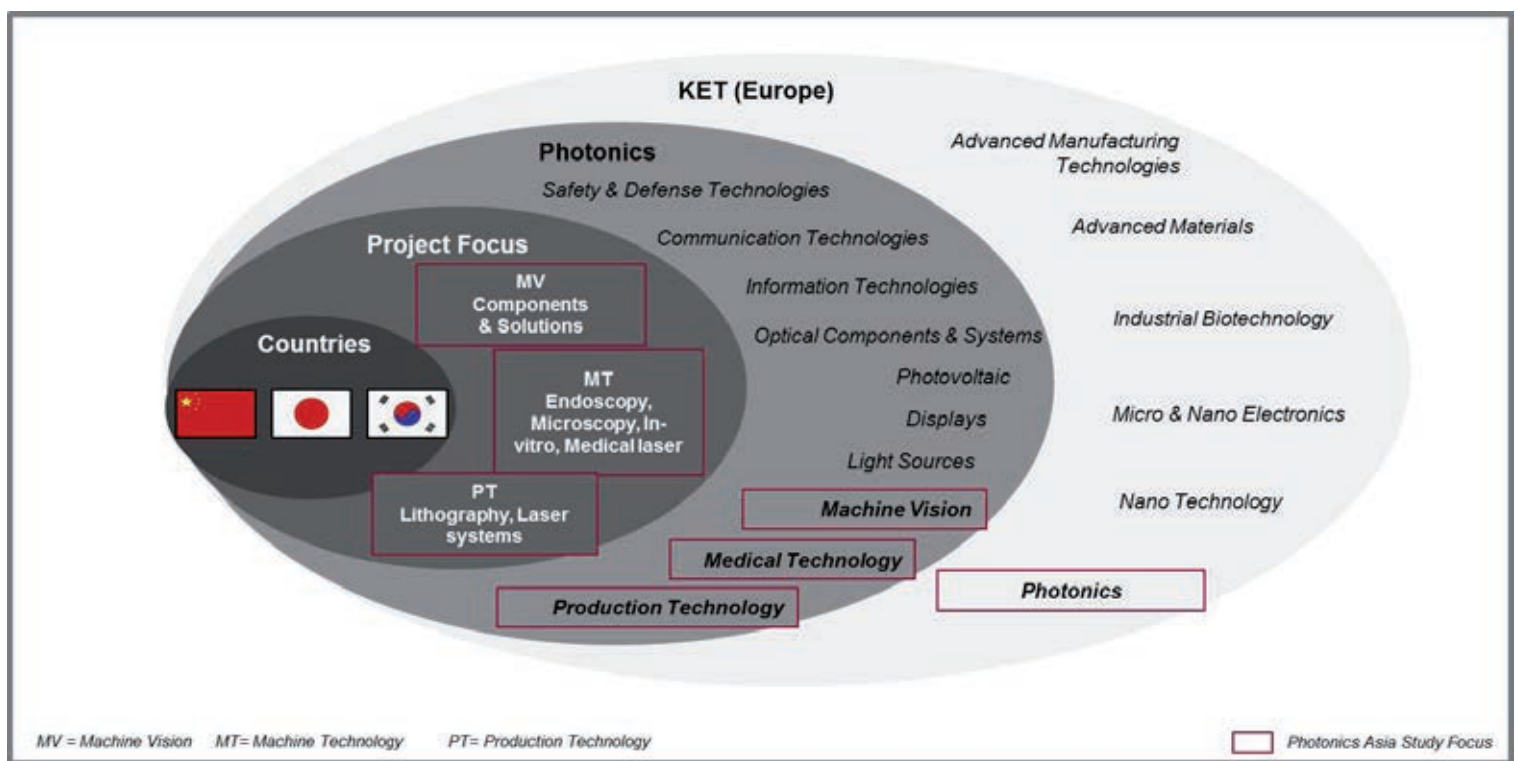 KET (Europe)
Photonics
Safety & Defense Technologies
Communication Technologies
Information Technologies
Optical Components & Systems
Photovoltaic
Displays
Light Sources
Machine Vision
Medical Technology
Production Technology
Advanced Manufacturing
Technologies
Advanced Materials
Industrial Biotechnology
Micro & Nano Electronics
Nano Technology
Photonics
Project Focus
MV
Components
& Solutions
MT
Endoscopy,
Microscopy, In-
vitro, Medical laser
PT
Lithography, Laser
systems
Countries
MV = Machine Vision MT= Machine Technology PT= Production Technology
Photonics Asia Study Focus